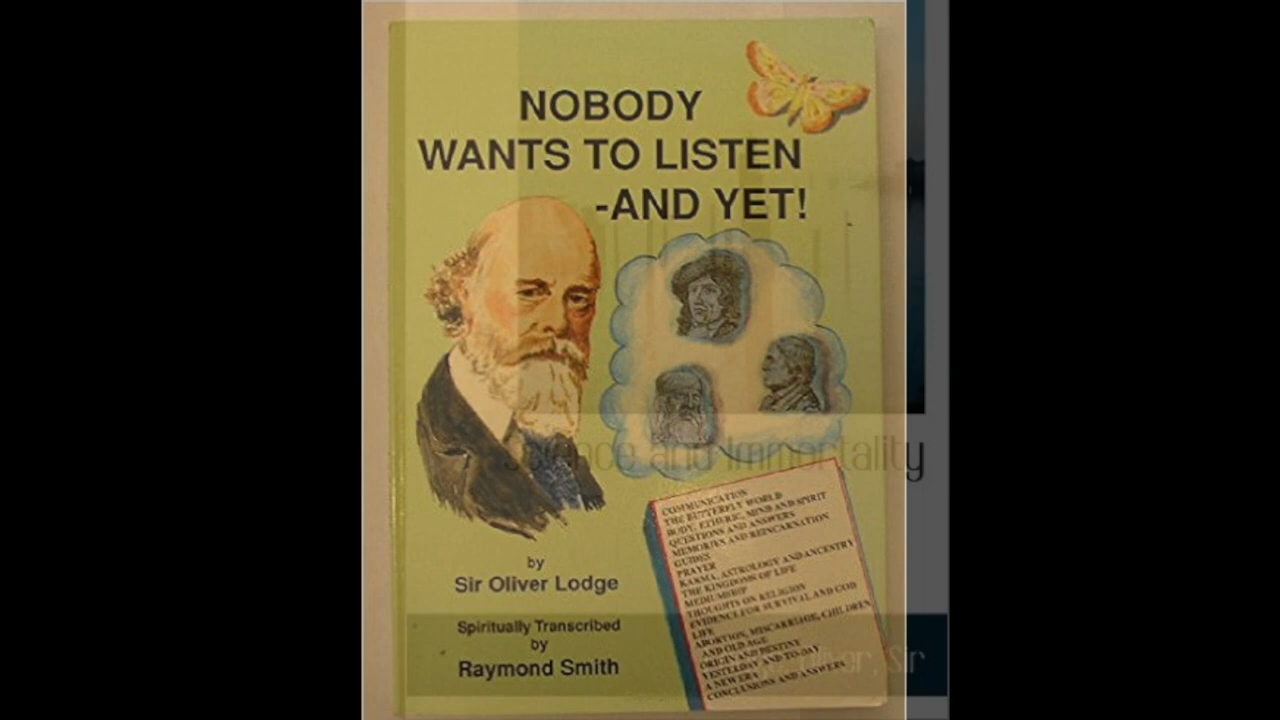 NOBODY
WANTS TO LISTEN
-AND YET!
Science and Immortality
COMMUNICATION
THE BUTTERFLY WORLD
BODY, ETHERIC, MIND AND SPIRIT
QUESTIONS AND ANSWERS
MEMORIES AND REINCARNATION
GUIDES
PRAYER
KARMA, ASTROLOGY AND ANCESTRY
THE KINGDOMS OF LIFE
MEDIUMSHIP
THOUGHTS ON RELIGION
EVIDENCE FOR SURVIVAL AND GOD
LIFE
ABORTION, MISCARRIAGE, CHILDREN
AND OLD AGE
ORIGIN AND DESTINY
YESTERDAY AND TO-DAY
A NEW ERA
CONCLUSIONS AND ANSWERS
by
Sir Oliver Lodge
Spiritually Transcribed
by
Raymond Smith
Oliver, Sir